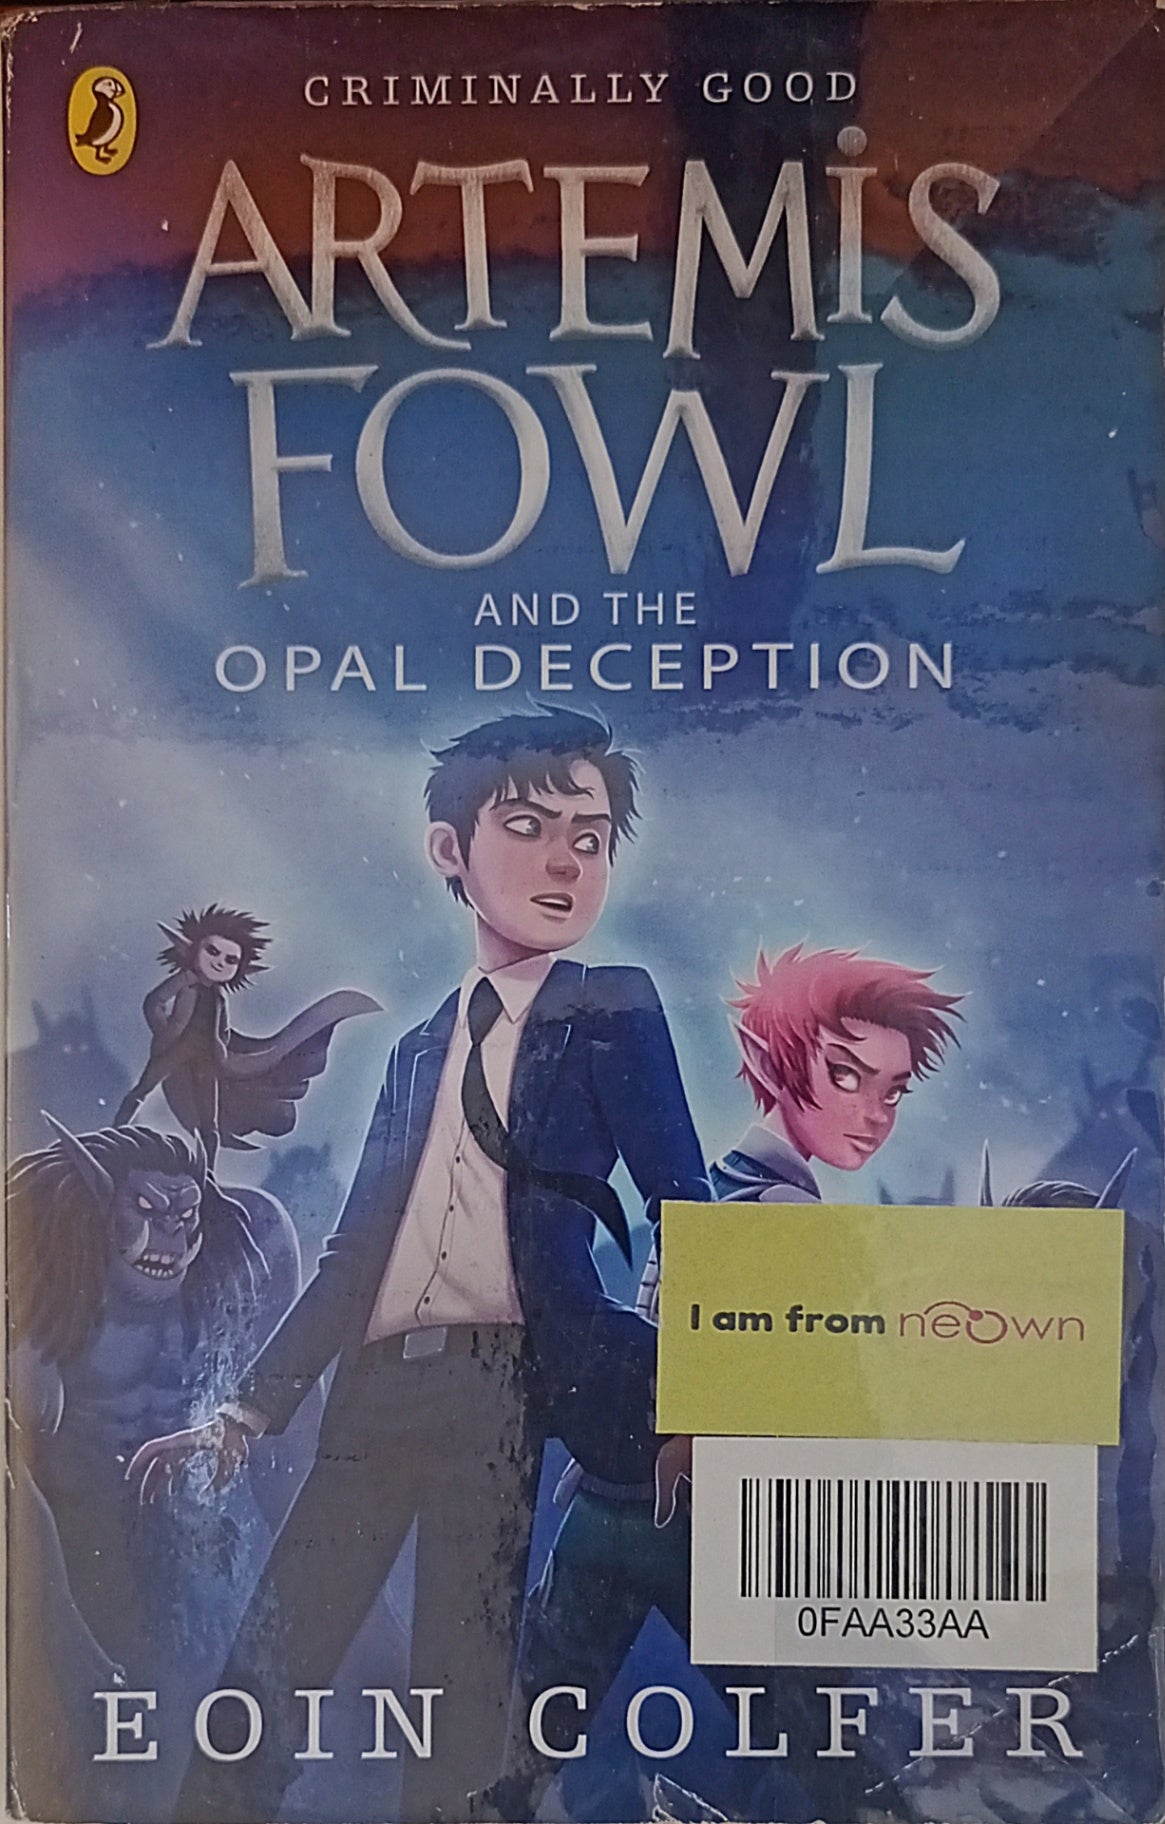 CRIMINALLY GOOD
ARTEMiS
FOWL
AND THE
OPAL DECEPTION
I am from neOwn
0FAA33AA
EOIN COLFER